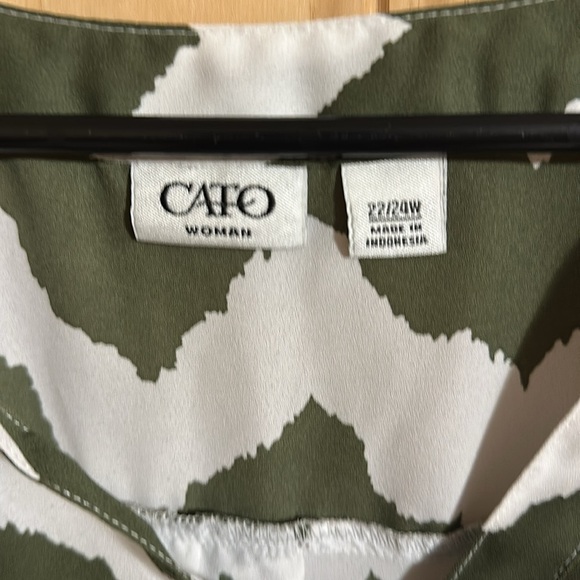 CATO
WOMAN
22/24W
MADE IN
INDONESIA